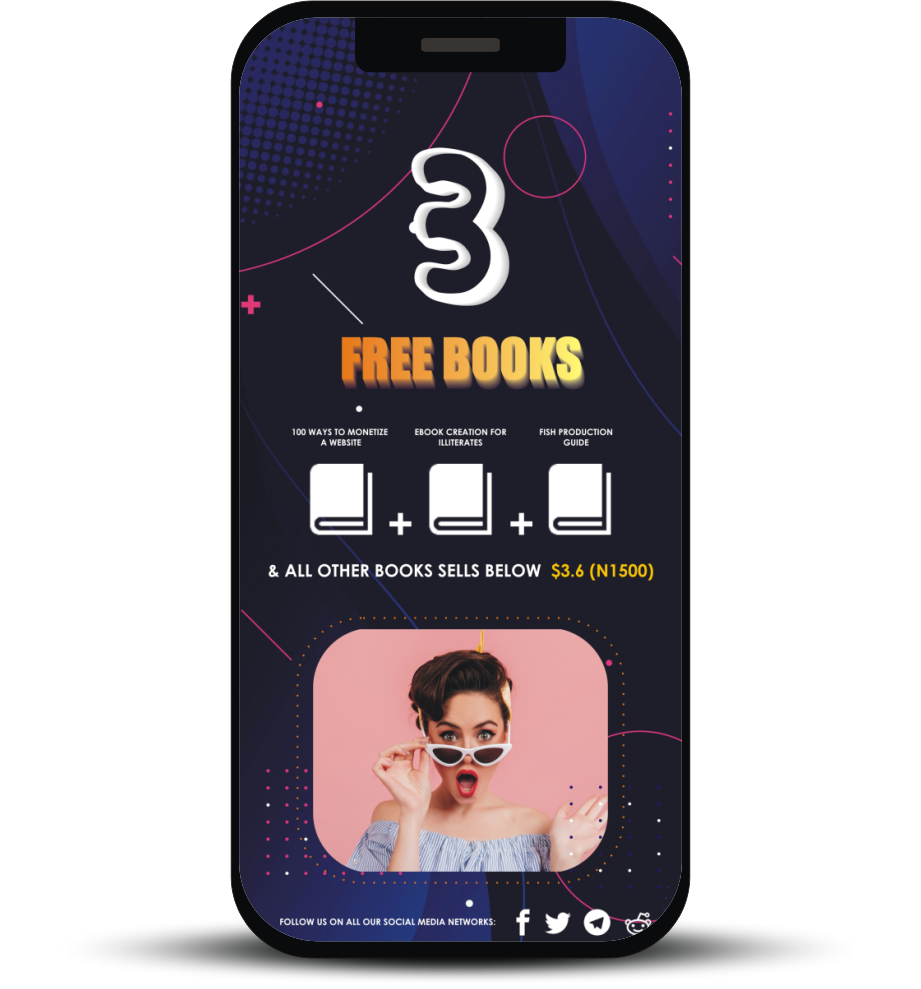 3
FREE BOOKS
100 WAYS TO MONETIZE
A WEBSITE
EBOOK CREATION FOR
ILLITERATES
FISH PRODUCTION
GUIDE
+ +
& ALL OTHER BOOKS SELLS BELOW $3.6 (N1500)
FOLLOW US ON ALL OUR SOCIAL MEDIA NETWORKS: